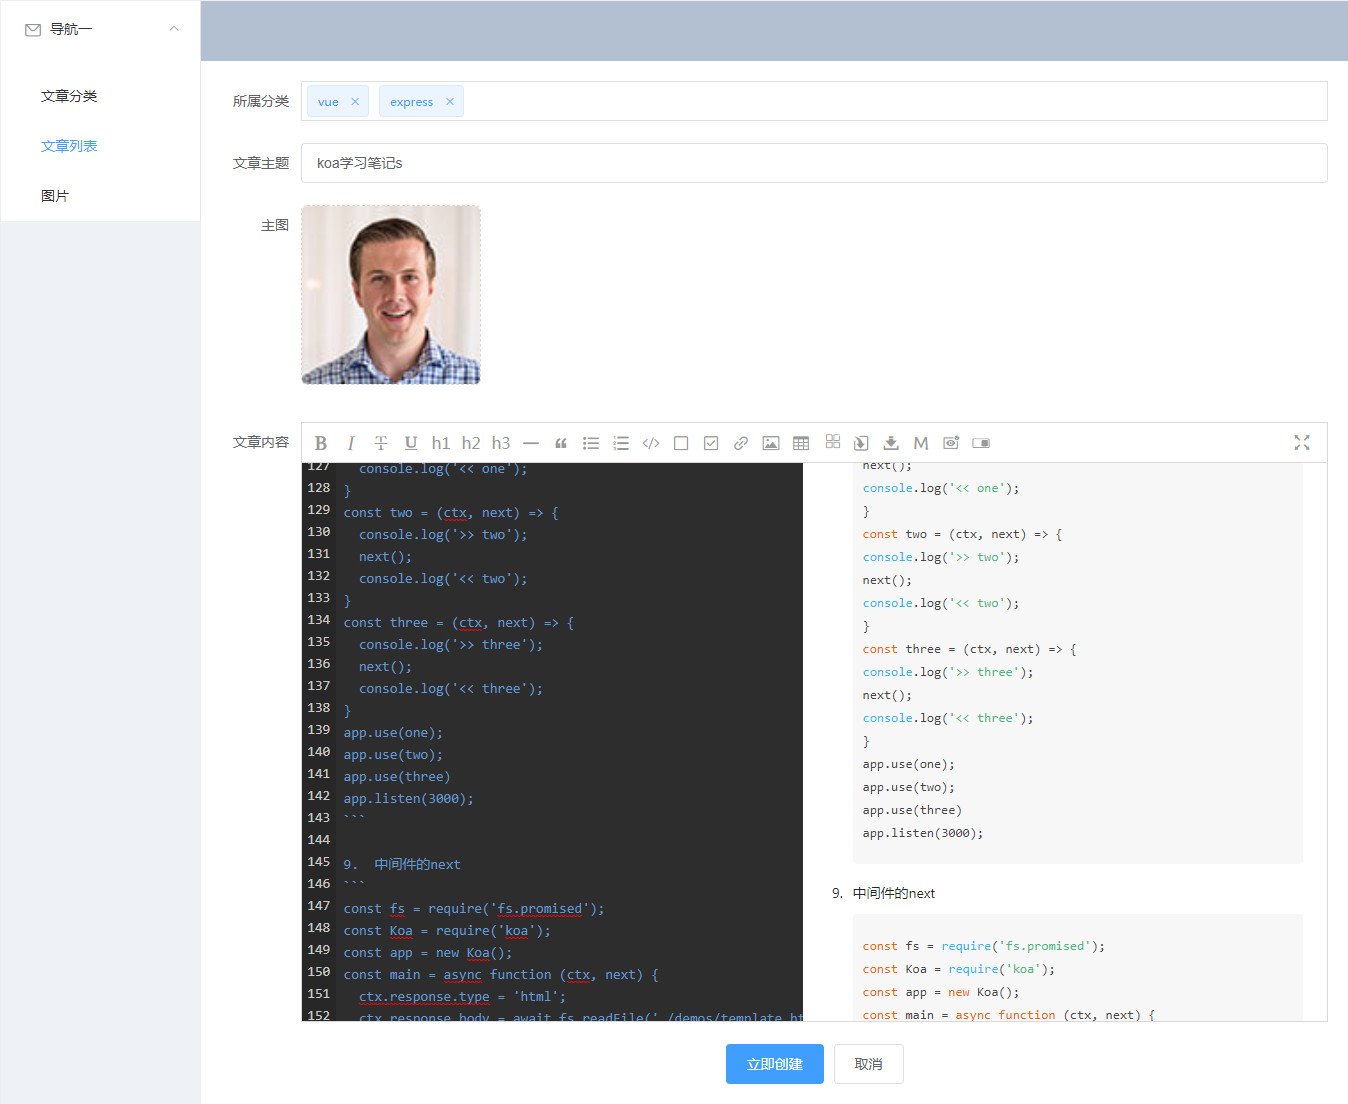 导航一
文章分类
文章列表
图片
所属分类
vue
express
文章主题
koa学习笔记s
主图
文章内容
B I T U h1 h2 h3 — “ </> M
127 console.log('<< one');
128 }
129 const two = (ctx, next) => {
130 console.log('>> two');
131 next();
132 console.log('<< two');
133 }
134 const three = (ctx, next) => {
135 console.log('>> three');
136 next();
137 console.log('<< three');
138 }
139 app.use(one);
140 app.use(two);
141 app.use(three)
142 app.listen(3000);
143 ```
144
145 9. 中间件的next
146 ```
147 const fs = require('fs.promised');
148 const Koa = require('koa');
149 const app = new Koa();
150 const main = async function (ctx, next) {
151 ctx.response.type = 'html';
152 ctx.response.body = await fs.readFile('./demos/template.ht
next();
console.log('<< one');
}
const two = (ctx, next) => {
console.log('>> two');
next();
console.log('<< two');
}
const three = (ctx, next) => {
console.log('>> three');
next();
console.log('<< three');
}
app.use(one);
app.use(two);
app.use(three)
app.listen(3000);
9. 中间件的next
const fs = require('fs.promised');
const Koa = require('koa');
const app = new Koa();
const main = async function (ctx, next) {
立即创建
取消